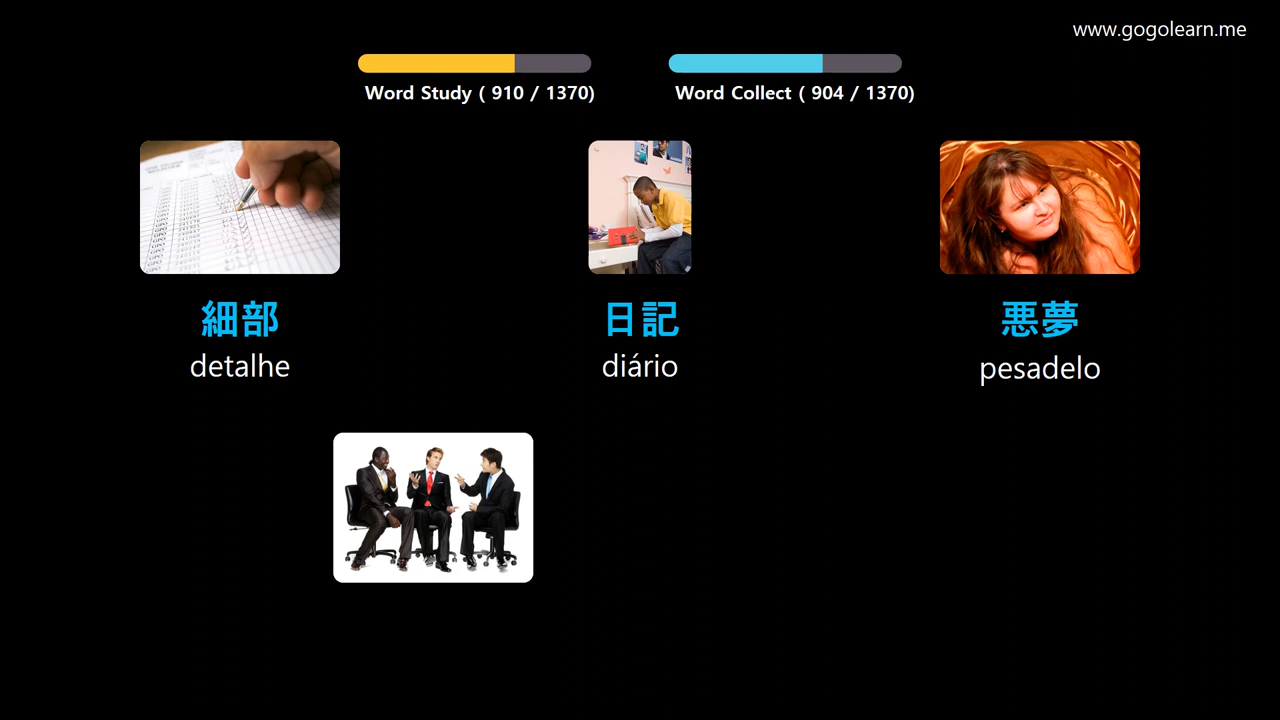 www.gogolearn.me
Word Study ( 910 / 1370)
Word Collect ( 904 / 1370)
細部
日記
悪夢
detalhe
diário
pesadelo